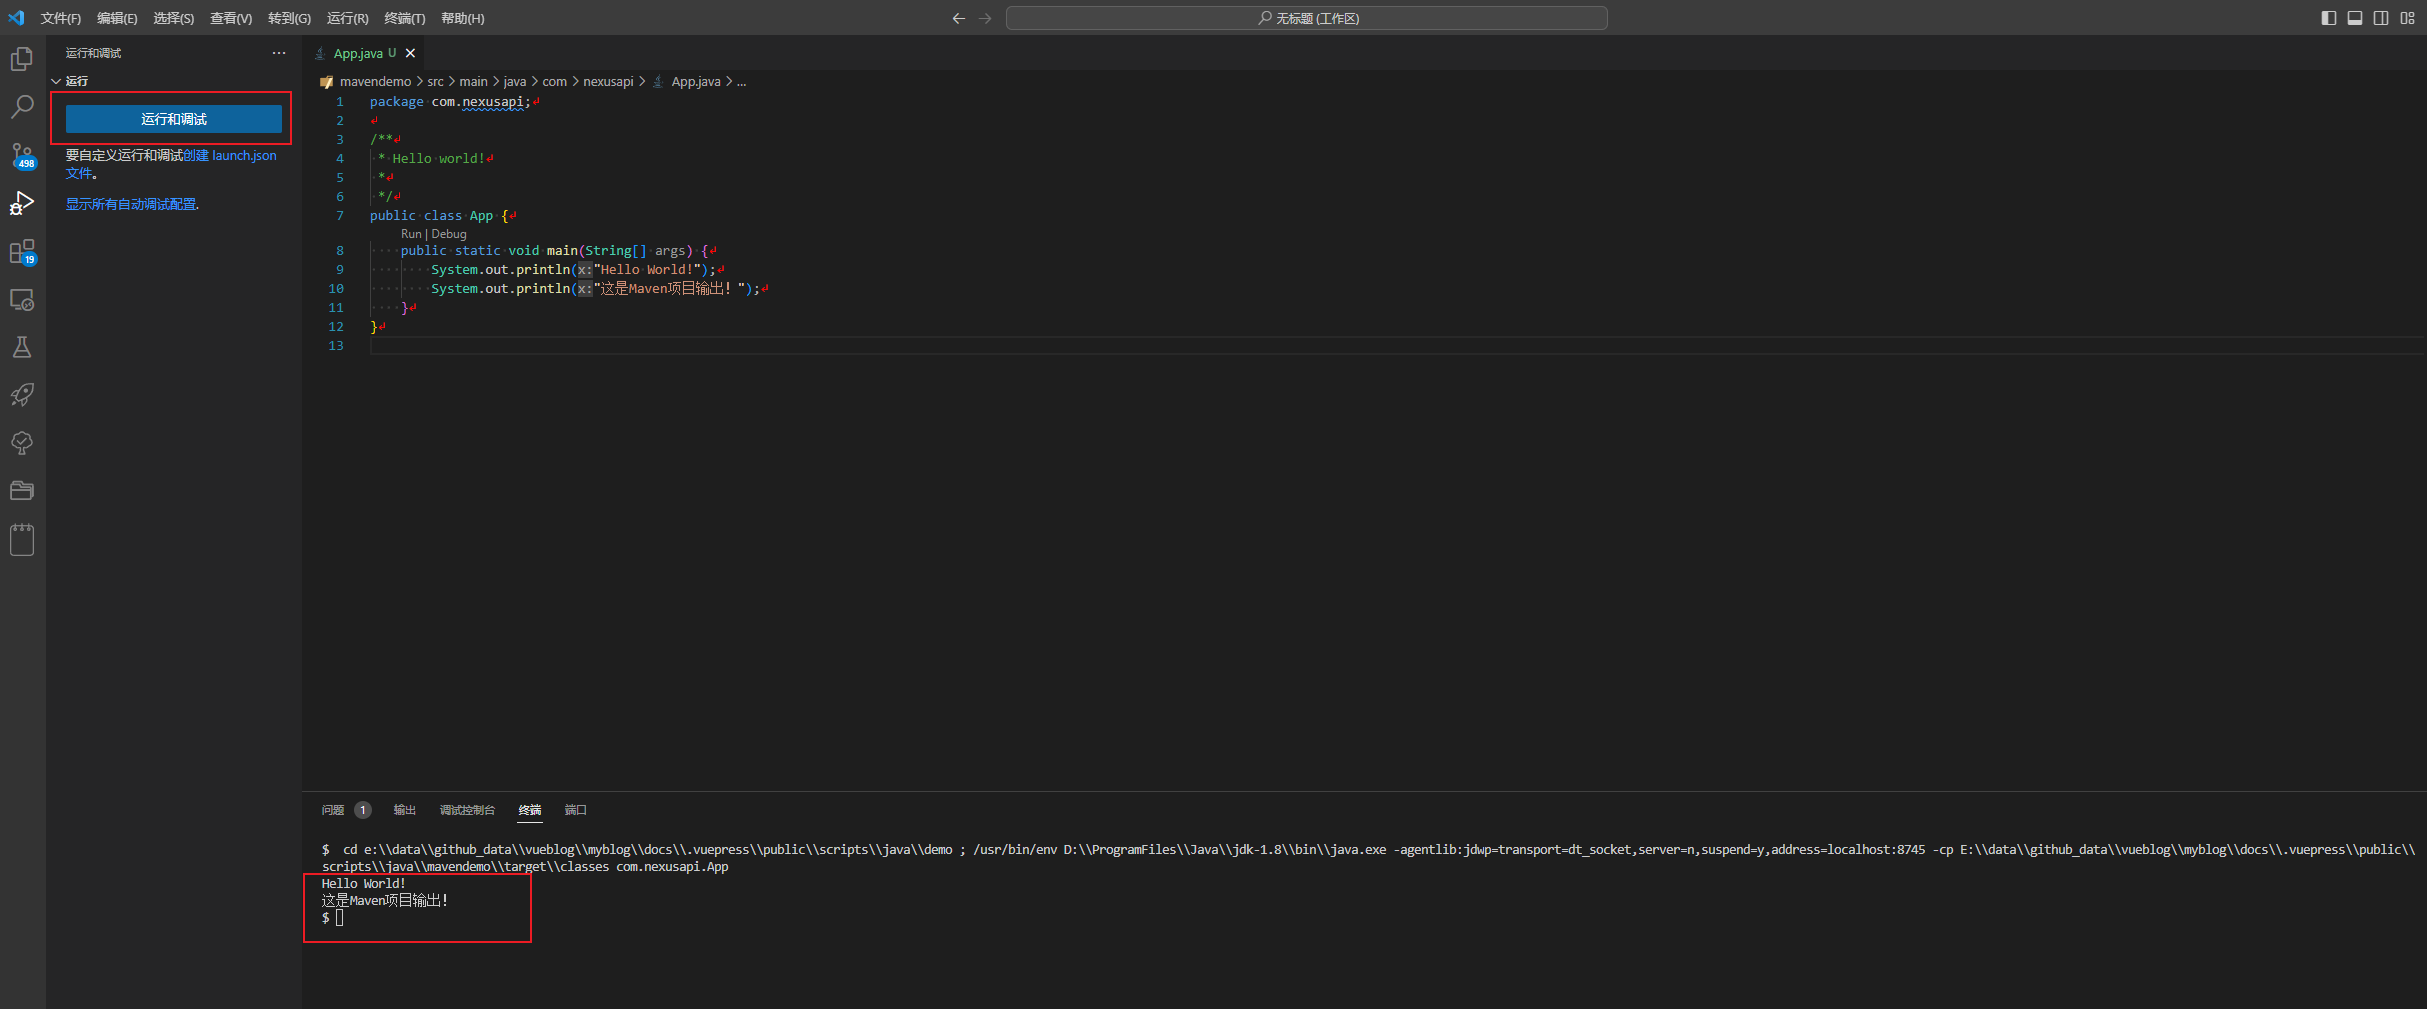 文件(F) 编辑(E) 选择(S) 查看(V) 转到(G) 运行(R) 终端(T) 帮助(H) 无标题 (工作区)
运行和调试 ···
运行
运行和调试
要自定义运行和调试创建 launch.json
文件。
显示所有自动调试配置.
498
19
App.java U
mavendemo > src > main > java > com > nexusapi > App.java > ...
1 package com.nexusapi;
2
3 /**
4  * Hello world!
5  *
6  */
7 public class App {
Run | Debug
8     public static void main(String[] args) {
9         System.out.println(x:"Hello World!");
10         System.out.println(x:"这是Maven项目输出！");
11     }
12 }
13
问题 1 输出 调试控制台 终端 端口
$  cd e:\\data\\github_data\\vueblog\\myblog\\docs\\.vuepress\\public\\scripts\\java\\demo ; /usr/bin/env D:\\ProgramFiles\\Java\\jdk-1.8\\bin\\java.exe -agentlib:jdwp=transport=dt_socket,server=n,suspend=y,address=localhost:8745 -cp E:\\data\\github_data\\vueblog\\myblog\\docs\\.vuepress\\public\\
scripts\\java\\mavendemo\\target\\classes com.nexusapi.App
Hello World!
这是Maven项目输出！
$